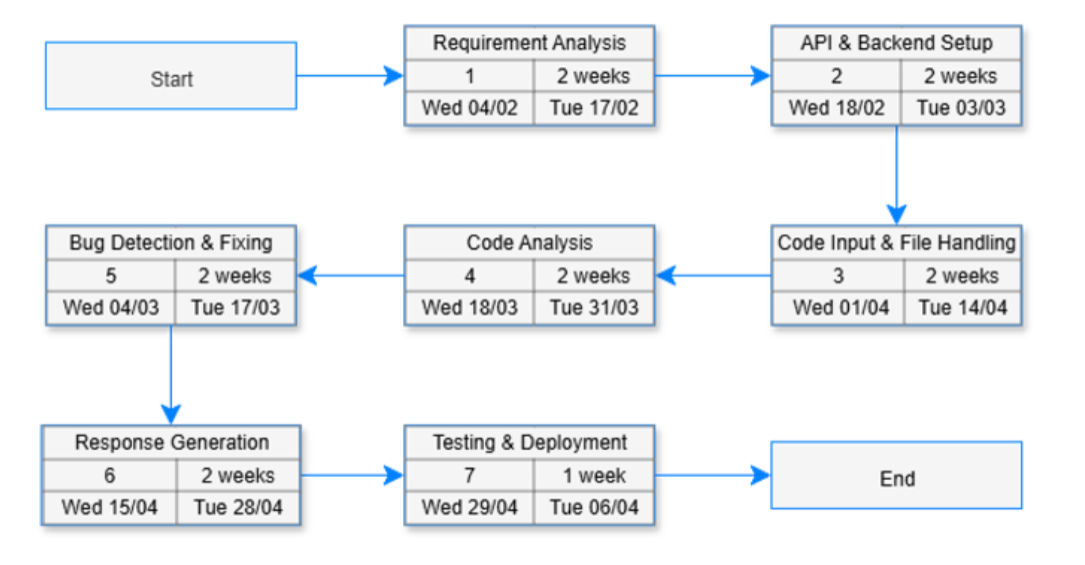 Start
Requirement Analysis
1 2 weeks
Wed 04/02 Tue 17/02
API & Backend Setup
2 2 weeks
Wed 18/02 Tue 03/03
Code Input & File Handling
3 2 weeks
Wed 01/04 Tue 14/04
Code Analysis
4 2 weeks
Wed 18/03 Tue 31/03
Bug Detection & Fixing
5 2 weeks
Wed 04/03 Tue 17/03
Response Generation
6 2 weeks
Wed 15/04 Tue 28/04
Testing & Deployment
7 1 week
Wed 29/04 Tue 06/04
End